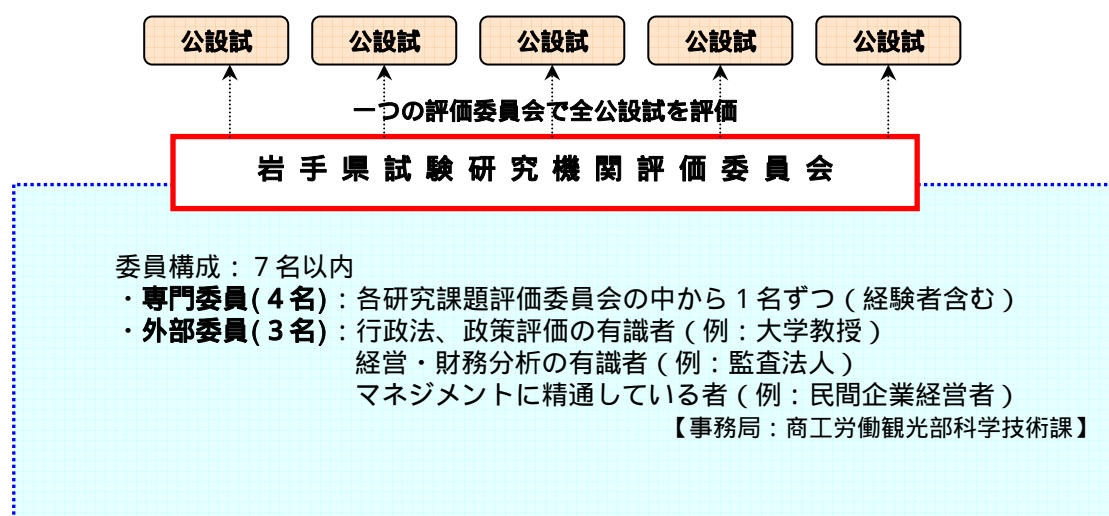 公設試 公設試 公設試 公設試 公設試
一つの評価委員会で全公設試を評価
岩手県試験研究機関評価委員会
委員構成：７名以内
・専門委員(４名)：各研究課題評価委員会の中から１名ずつ（経験者含む）
・外部委員(３名)：行政法、政策評価の有識者（例：大学教授）
経営・財務分析の有識者（例：監査法人）
マネジメントに精通している者（例：民間企業経営者）
【事務局：商工労働観光部科学技術課】